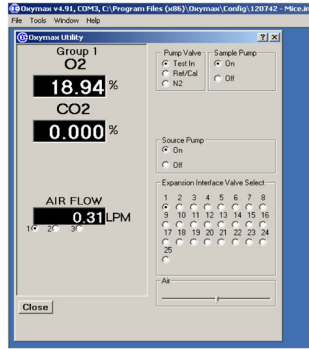 Oxymax v4.91, COM3, C:\Program Files (x86)\Oxymax\Config\120742 - Mice.in
File Tools Window Help
Oxymax Utility
Group 1
O2
18.94 %
CO2
0.000 %
AIR FLOW
0.31 LPM
1 2 3
Close
Pump Valve
Test In
Ref/Cal
N2
Sample Pump
On
Off
Source Pump
On
Off
Expansion Interface Valve Select
1 2 3 4 5 6 7 8
9 10 11 12 13 14 15 16
17 18 19 20 21 22 23 24
25
Air